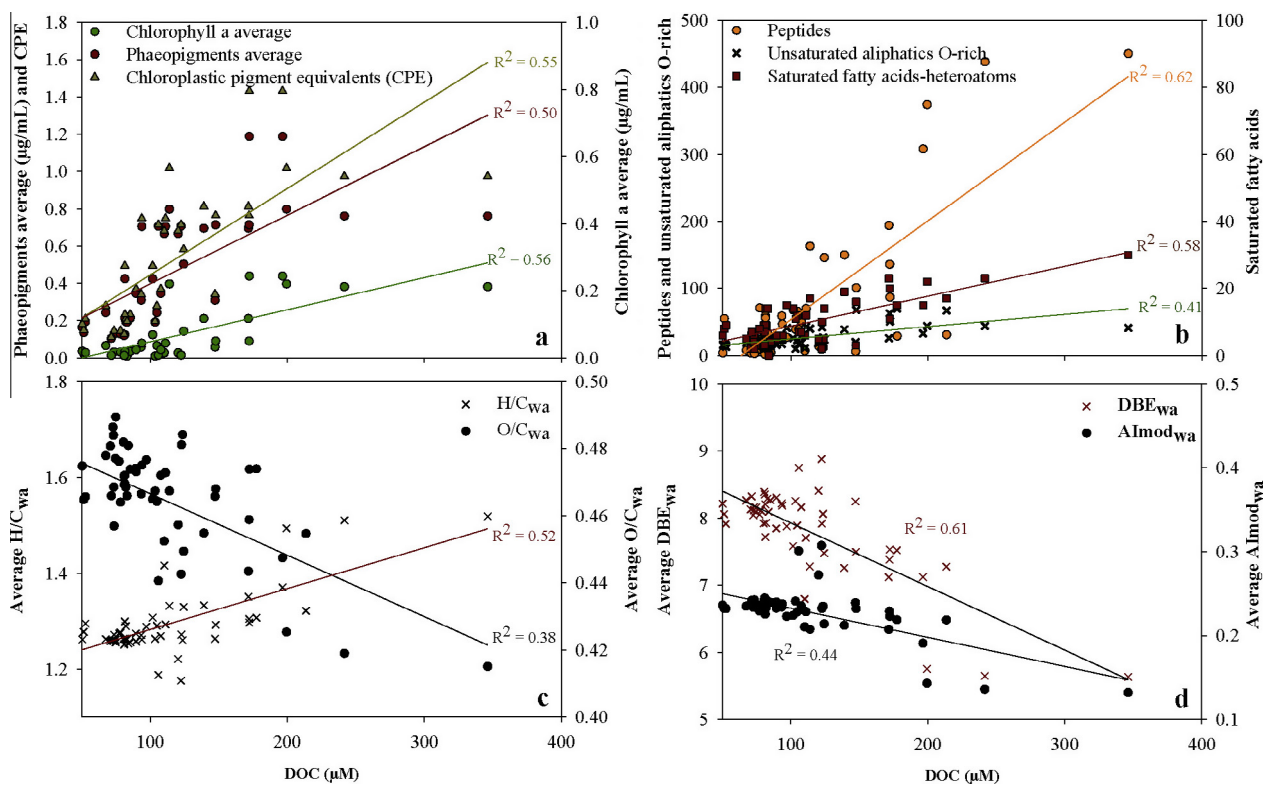 Phaeopigments average (µg/mL) and CPE
1.8
1.6
1.4
1.2
1.0
0.8
0.6
0.4
0.2
0.0
Chlorophyll a average
Phaeopigments average
Chloroplastic pigment equivalents (CPE)
R² = 0.55
R² = 0.50
R² = 0.56
a
1.0
0.8
0.6
0.4
0.2
0.0
Chlorophyll a average (µg/mL)
Peptides and unsaturated aliphatics O-rich
500
450
400
350
300
250
200
150
100
50
0
Peptides
Unsaturated aliphatics O-rich
Saturated fatty acids-heteroatoms
R² = 0.62
R² = 0.58
R² = 0.41
b
100
80
60
40
20
0
Saturated fatty acids
Average H/Cwa
1.8
1.6
1.4
1.2
H/Cwa
O/Cwa
R² = 0.52
R² = 0.38
c
0.50
0.48
0.46
0.44
0.42
0.40
Average O/Cwa
100
200
300
400
DOC (µM)
Average DBEwa
10
9
8
7
6
5
DBEwa
AImodwa
R² = 0.61
R² = 0.44
d
0.5
0.4
0.3
0.2
0.1
Average AImodwa
100
200
300
400
DOC (µM)